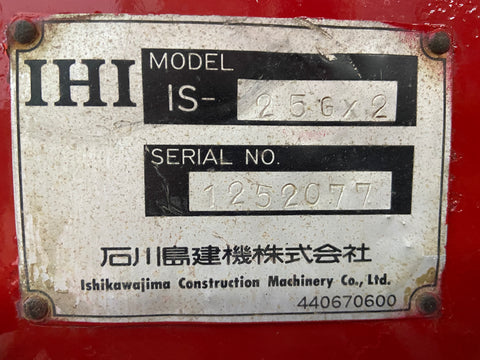 IHI
MODEL
IS- 25GX2
SERIAL NO.
1252077
石川島建機株式会社
Ishikawajima Construction Machinery Co., Ltd.
440670600